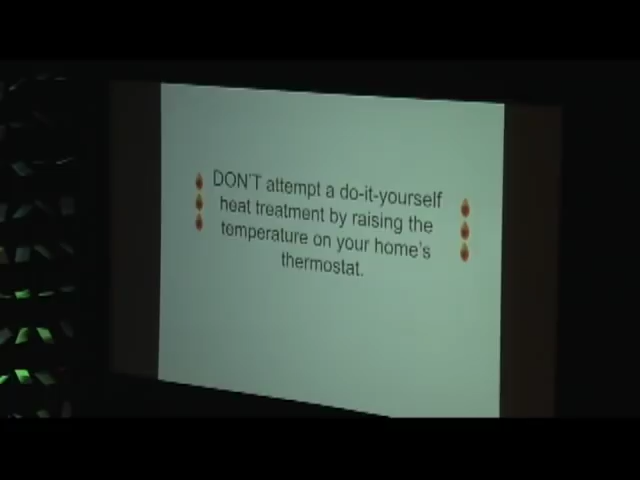 DON'T attempt a do-it-yourself
heat treatment by raising the
temperature on your home's
thermostat.